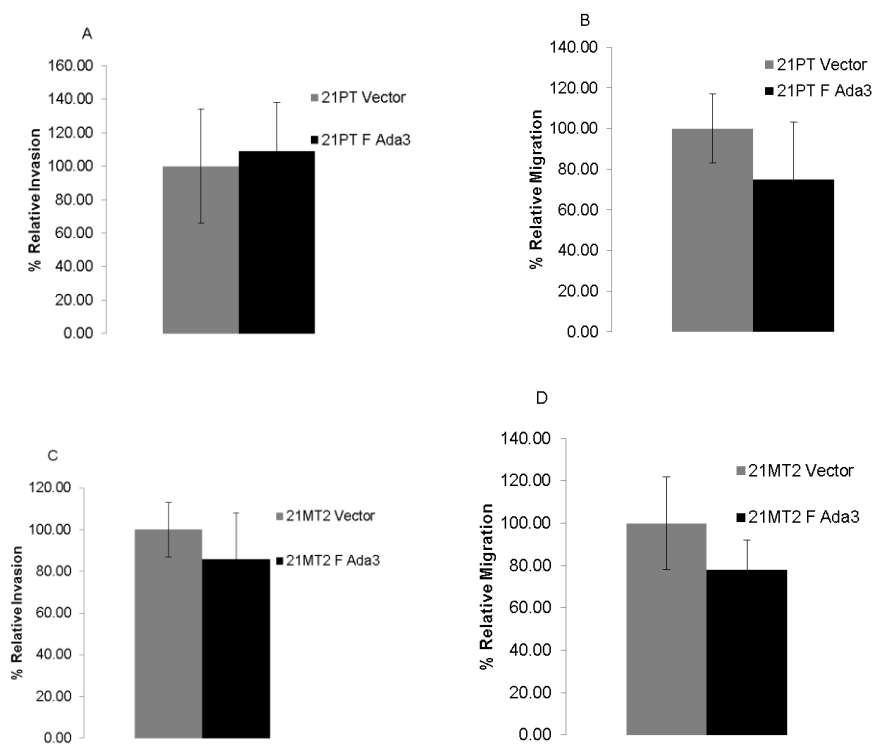 A
% Relative Invasion
160.00
140.00
120.00
100.00
80.00
60.00
40.00
20.00
0.00
21PT Vector
21PT F Ada3
B
% Relative Migration
140.00
120.00
100.00
80.00
60.00
40.00
20.00
0.00
21PT Vector
21PT F Ada3
C
% Relative Invasion
120.00
100.00
80.00
60.00
40.00
20.00
0.00
21MT2 Vector
21MT2 F Ada3
D
% Relative Migration
140.00
120.00
100.00
80.00
60.00
40.00
20.00
0.00
21MT2 Vector
21MT2 F Ada3